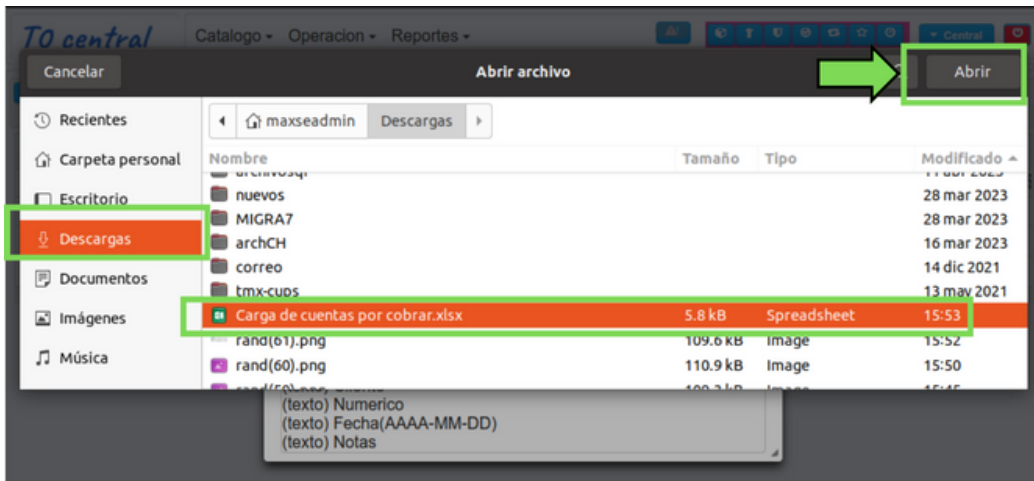 TO central Catalogo Operacion Reportes Central
Cancelar Abrir archivo Abrir
Recientes
Carpeta personal
Escritorio
Descargas
Documentos
Imágenes
Música
maxseadmin Descargas
Nombre Tamaño Tipo Modificado
nuevos 28 mar 2023
MIGRA7 28 mar 2023
archCH 16 mar 2023
correo 14 dic 2021
tmx-cups 13 may 2021
Carga de cuentas por cobrar.xlsx 5.8 kB Spreadsheet 15:53
rand(61).png 109.6 kB Image 15:52
rand(60).png 110.9 kB Image 15:50
(texto) Numerico
(texto) Fecha(AAAA-MM-DD)
(texto) Notas